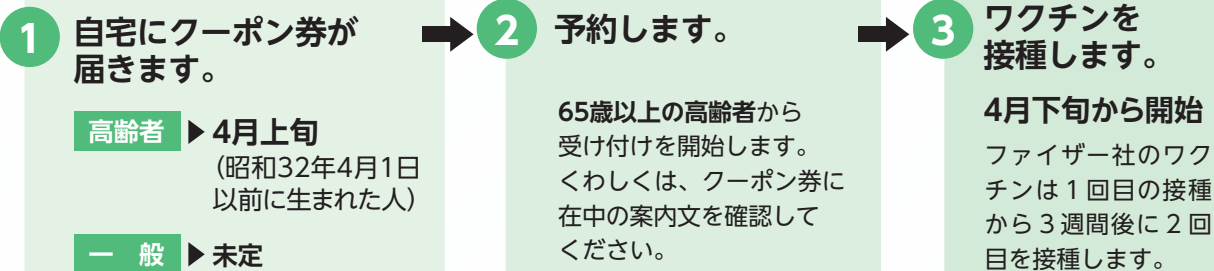 1 自宅にクーポン券が
届きます。
高齢者 ▶ 4月上旬
（昭和32年4月1日
以前に生まれた人）
一 般 ▶ 未定
2 予約します。
65歳以上の高齢者から
受け付けを開始します。
くわしくは、クーポン券に
在中の案内文を確認して
ください。
3 ワクチンを
接種します。
4月下旬から開始
ファイザー社のワク
チンは１回目の接種
から３週間後に２回
目を接種します。